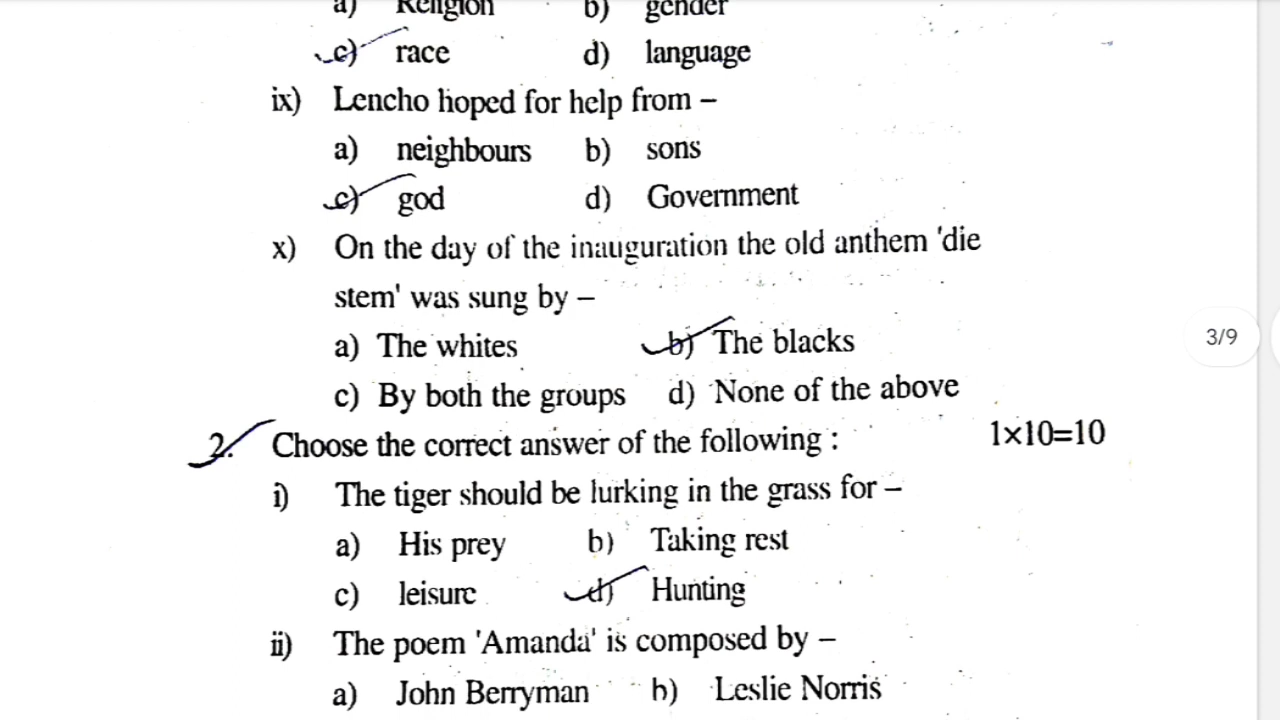 a) Religion b) gender
c) race d) language
ix) Lencho hoped for help from –
a) neighbours b) sons
c) god d) Government
x) On the day of the inauguration the old anthem 'die
stem' was sung by –
a) The whites b) The blacks
c) By both the groups d) None of the above
3/9
2. Choose the correct answer of the following : 1×10=10
i) The tiger should be lurking in the grass for –
a) His prey b) Taking rest
c) leisure d) Hunting
ii) The poem 'Amanda' is composed by –
a) John Berryman b) Leslie Norris